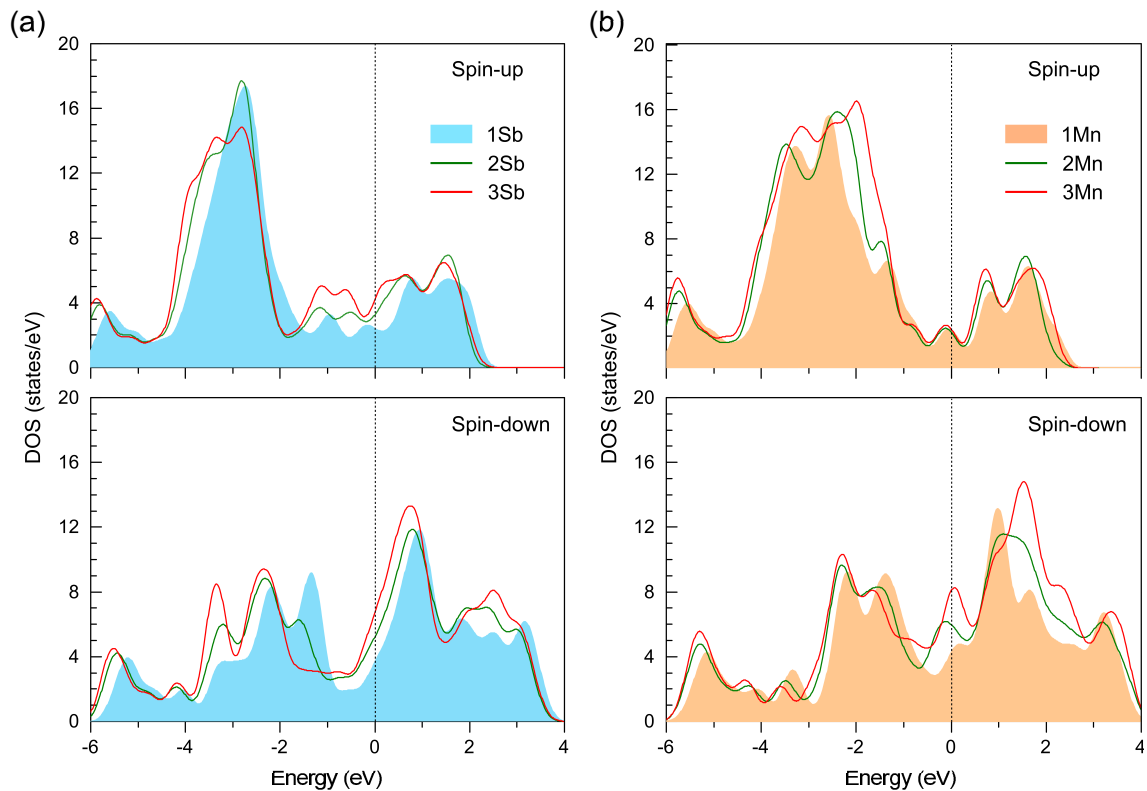 (a)
(b)
20
16
12
8
4
0
Spin-up
1Sb
2Sb
3Sb
20
16
12
8
4
0
Spin-up
1Mn
2Mn
3Mn
DOS (states/eV)
DOS (states/eV)
20
16
12
8
4
0
Spin-down
-6
-4
-2
0
2
4
Energy (eV)
20
16
12
8
4
0
Spin-down
-6
-4
-2
0
2
4
Energy (eV)